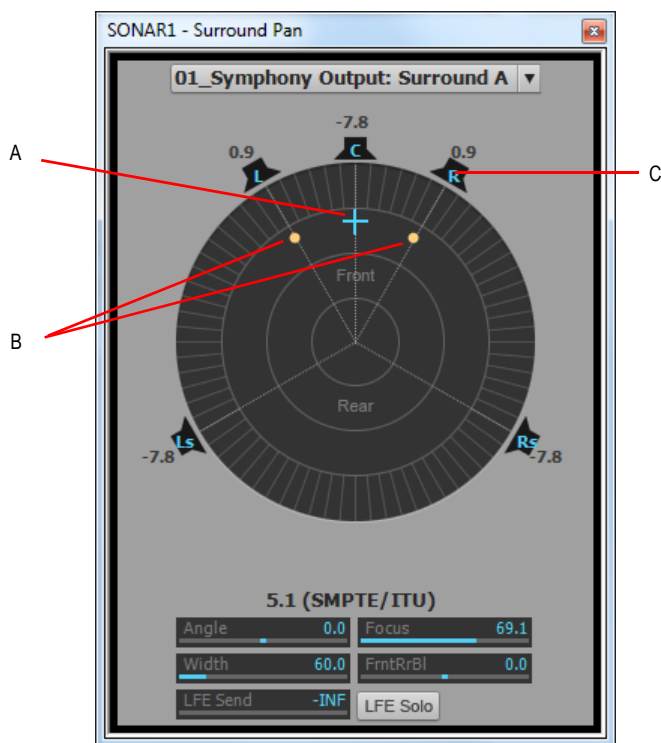 SONAR1 - Surround Pan
01_Symphony Output: Surround A
-7.8
A
0.9
0.9
C
L
R
C
Front
B
Rear
Ls
Rs
-7.8
-7.8
5.1 (SMPTE/ITU)
Angle 0.0 Focus 69.1
Width 60.0 FrntRrBl 0.0
LFE Send -INF LFE Solo